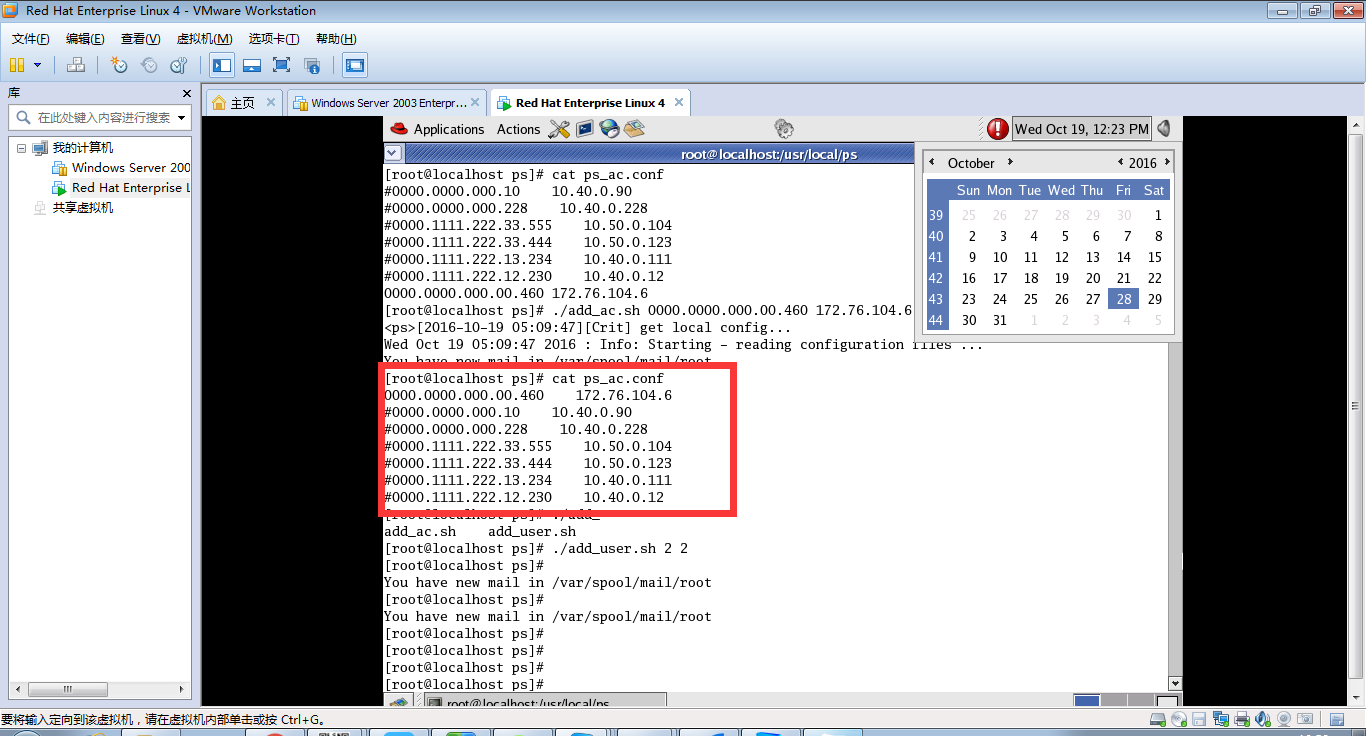 Red Hat Enterprise Linux 4 - VMware Workstation
文件(F) 编辑(E) 查看(V) 虚拟机(M) 选项卡(T) 帮助(H)
库
在此处键入内容进行搜索
我的计算机
Windows Server 200
Red Hat Enterprise L
共享虚拟机
主页 Windows Server 2003 Enterpr... Red Hat Enterprise Linux 4
Applications Actions Wed Oct 19, 12:23 PM
root@localhost:/usr/local/ps
[root@localhost ps]# cat ps_ac.conf
#0000.0000.000.10 10.40.0.90
#0000.0000.000.228 10.40.0.228
#0000.1111.222.33.555 10.50.0.104
#0000.1111.222.33.444 10.50.0.123
#0000.1111.222.13.234 10.40.0.111
#0000.1111.222.12.230 10.40.0.12
0000.0000.000.00.460 172.76.104.6
[root@localhost ps]# ./add_ac.sh 0000.0000.000.00.460 172.76.104.6
<ps>[2016-10-19 05:09:47][Crit] get local config...
Wed Oct 19 05:09:47 2016 : Info: Starting - reading configuration files ...
You have new mail in /var/spool/mail/root
[root@localhost ps]# cat ps_ac.conf
0000.0000.000.00.460 172.76.104.6
#0000.0000.000.10 10.40.0.90
#0000.0000.000.228 10.40.0.228
#0000.1111.222.33.555 10.50.0.104
#0000.1111.222.33.444 10.50.0.123
#0000.1111.222.13.234 10.40.0.111
#0000.1111.222.12.230 10.40.0.12
[root@localhost ps]# ./add_
add_ac.sh add_user.sh
[root@localhost ps]# ./add_user.sh 2 2
[root@localhost ps]#
You have new mail in /var/spool/mail/root
[root@localhost ps]#
You have new mail in /var/spool/mail/root
[root@localhost ps]#
[root@localhost ps]#
[root@localhost ps]#
[root@localhost ps]#
October 2016
Sun Mon Tue Wed Thu Fri Sat
39 25 26 27 28 29 30 1
40 2 3 4 5 6 7 8
41 9 10 11 12 13 14 15
42 16 17 18 19 20 21 22
43 23 24 25 26 27 28 29
44 30 31 1 2 3 4 5
root@localhost:/usr/local/ps
要将输入定向到该虚拟机，请在虚拟机内部单击或按 Ctrl+G。